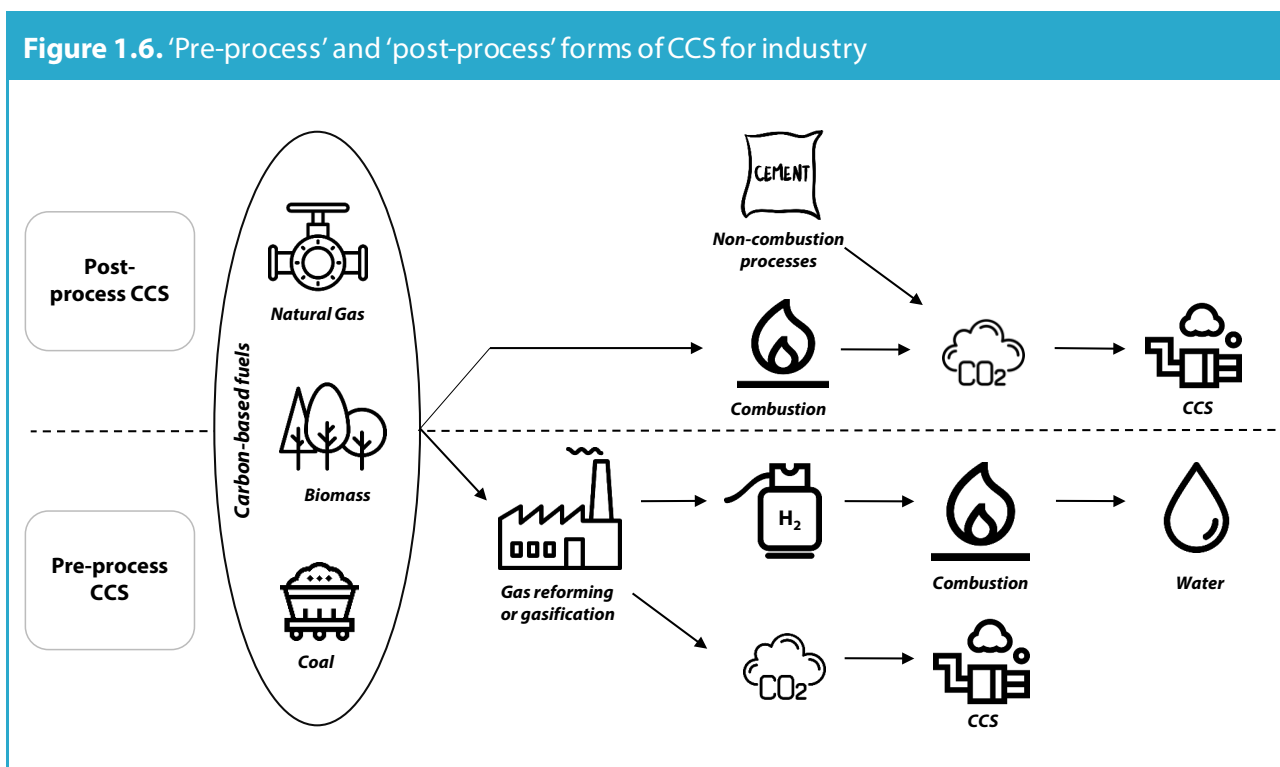 Figure 1.6. ‘Pre-process’ and ‘post-process’ forms of CCS for industry
Post-
process CCS
Pre-process
CCS
Carbon-based fuels
Natural Gas
Biomass
Coal
CEMENT
Non-combustion
processes
Combustion
CO2
CCS
Gas reforming
or gasification
H2
Combustion
Water
CO2
CCS